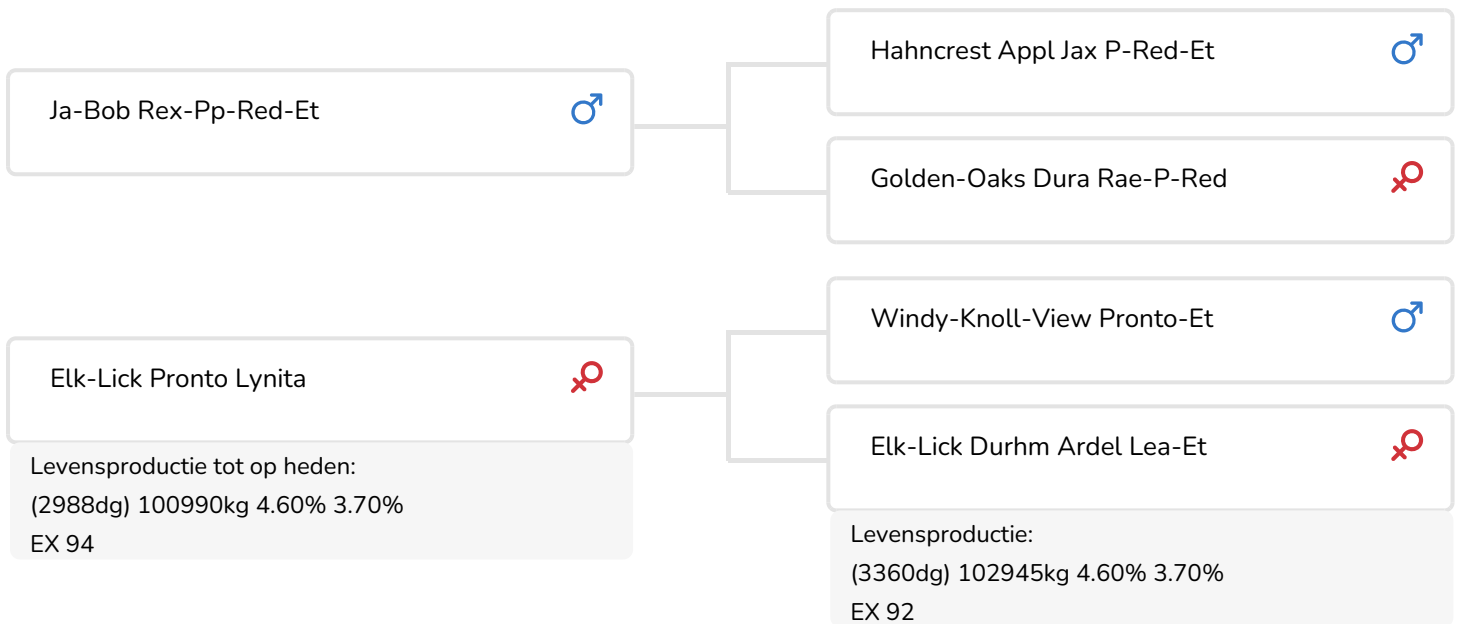 Ja-Bob Rex-Pp-Red-Et
Hahncrest Appl Jax P-Red-Et
Golden-Oaks Dura Rae-P-Red
Elk-Lick Pronto Lynita
Levensproductie tot op heden:
(2988dg) 100990kg 4.60% 3.70%
EX 94
Windy-Knoll-View Pronto-Et
Elk-Lick Durhm Ardel Lea-Et
Levensproductie:
(3360dg) 102945kg 4.60% 3.70%
EX 92